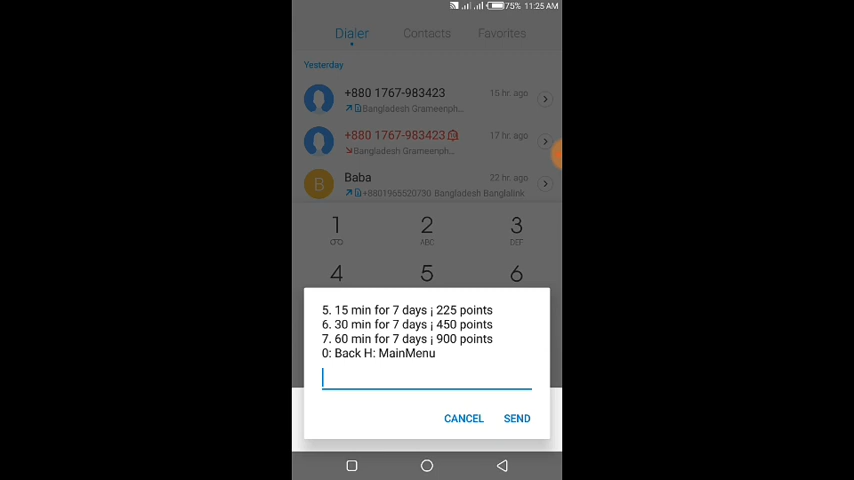 75% 11:25 AM
Dialer Contacts Favorites
Yesterday
+880 1767-983423 15 hr. ago
Bangladesh Grameenph...
+880 1767-983423 17 hr. ago
Bangladesh Grameenph...
B Baba 22 hr. ago
+8801965520730 Bangladesh Banglalink
1 2 3
ABC DEF
4 5 6
5. 15 min for 7 days ¡ 225 points
6. 30 min for 7 days ¡ 450 points
7. 60 min for 7 days ¡ 900 points
0: Back H: MainMenu
CANCEL SEND